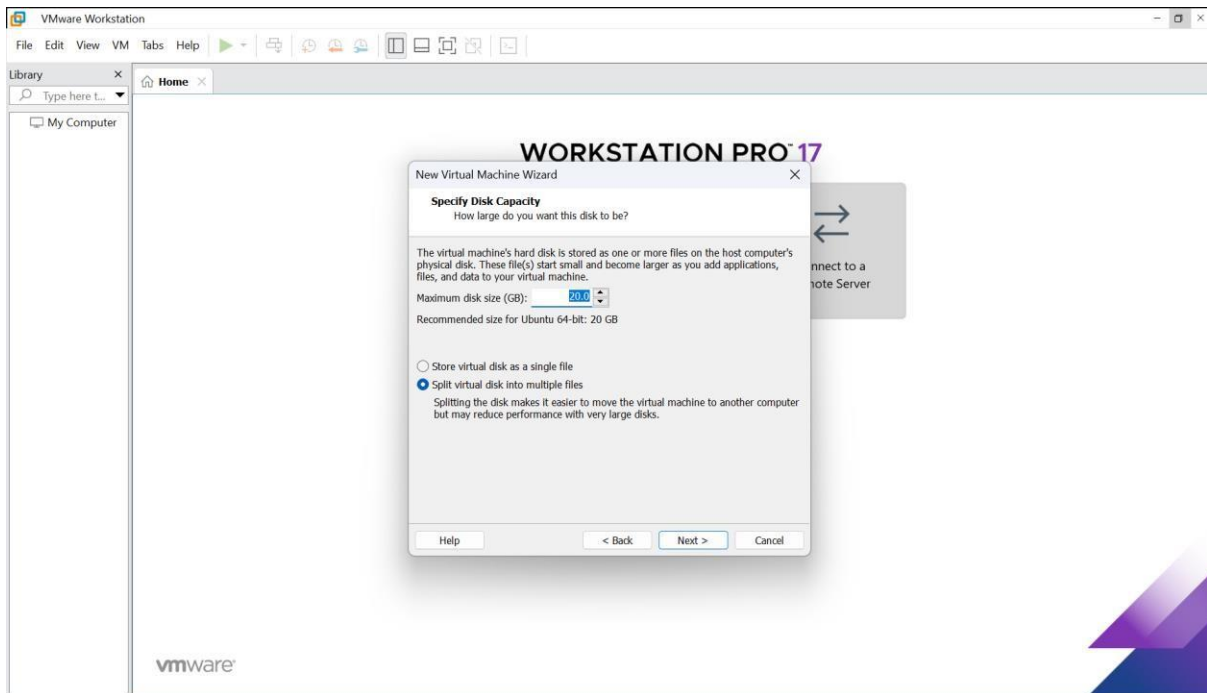 VMware Workstation
File Edit View VM Tabs Help
Library
Type here t...
Home
My Computer
WORKSTATION PRO™ 17
New Virtual Machine Wizard
Specify Disk Capacity
How large do you want this disk to be?
The virtual machine's hard disk is stored as one or more files on the host computer's
physical disk. These file(s) start small and become larger as you add applications,
files, and data to your virtual machine.
Maximum disk size (GB): 20.0
Recommended size for Ubuntu 64-bit: 20 GB
Store virtual disk as a single file
Split virtual disk into multiple files
Splitting the disk makes it easier to move the virtual machine to another computer
but may reduce performance with very large disks.
Help < Back Next > Cancel
nnect to a
note Server
vmware